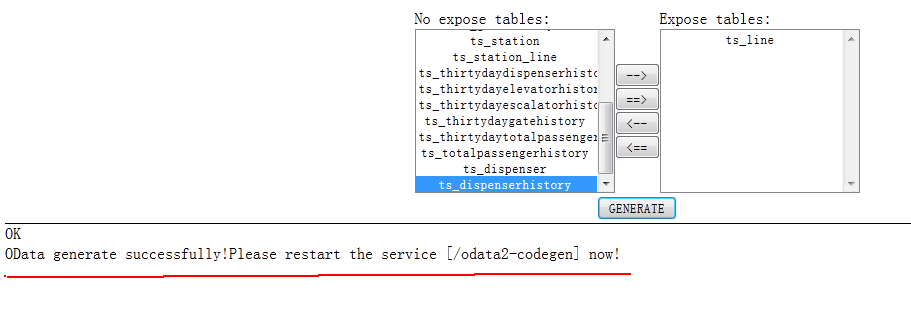 No expose tables:
Expose tables:
ts_station
ts_station_line
ts_thirtydaydispenserhisto
ts_thirtydayelevatorhistor
ts_thirtydayescalatorhisto
ts_thirtydaygatehistory
ts_thirtydaytotalpassenger
ts_totalpassengerhistory
ts_dispenser
ts_dispenserhistory
-->
==>
<--
<==
ts_line
GENERATE
OK
OData generate successfully!Please restart the service [/odata2-codegen] now!